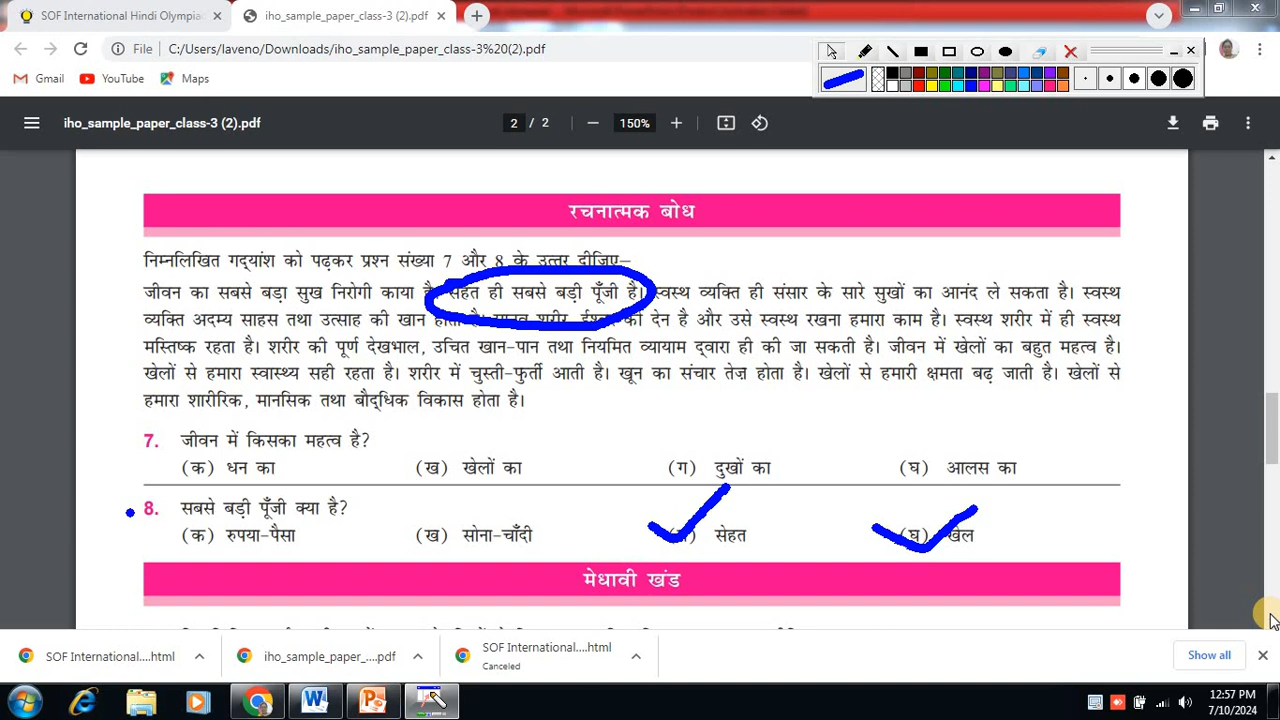 SOF International Hindi Olympia
iho_sample_paper_class-3 (2).pdf
File C:/Users/laveno/Downloads/iho_sample_paper_class-3%20(2).pdf
Gmail YouTube Maps
iho_sample_paper_class-3 (2).pdf
2 / 2
150%
रचनात्मक बोध
निम्नलिखित गद्यांश को पढ़कर प्रश्न संख्या 7 और 8 के उत्तर दीजिए–
जीवन का सबसे बड़ा सुख निरोगी काया है सेहत ही सबसे बड़ी पूँजी है। स्वस्थ व्यक्ति ही संसार के सारे सुखों का आनंद ले सकता है। स्वस्थ
व्यक्ति अदम्य साहस तथा उत्साह की खान होता है। मानव शरीर, ईश्वर की देन है और उसे स्वस्थ रखना हमारा काम है। स्वस्थ शरीर में ही स्वस्थ
मस्तिष्क रहता है। शरीर की पूर्ण देखभाल, उचित खान-पान तथा नियमित व्यायाम द्वारा ही की जा सकती है। जीवन में खेलों का बहुत महत्व है।
खेलों से हमारा स्वास्थ्य सही रहता है। शरीर में चुस्ती-फुर्ती आती है। खून का संचार तेज़ होता है। खेलों से हमारी क्षमता बढ़ जाती है। खेलों से
हमारा शारीरिक, मानसिक तथा बौद्धिक विकास होता है।
7. जीवन में किसका महत्व है?
(क) धन का (ख) खेलों का (ग) दुखों का (घ) आलस का
8. सबसे बड़ी पूँजी क्या है?
(क) रुपया-पैसा (ख) सोना-चाँदी (ग) सेहत (घ) खेल
मेधावी खंड
SOF International....html
iho_sample_paper_....pdf
SOF International....html
Canceled
Show all
12:57 PM
7/10/2024